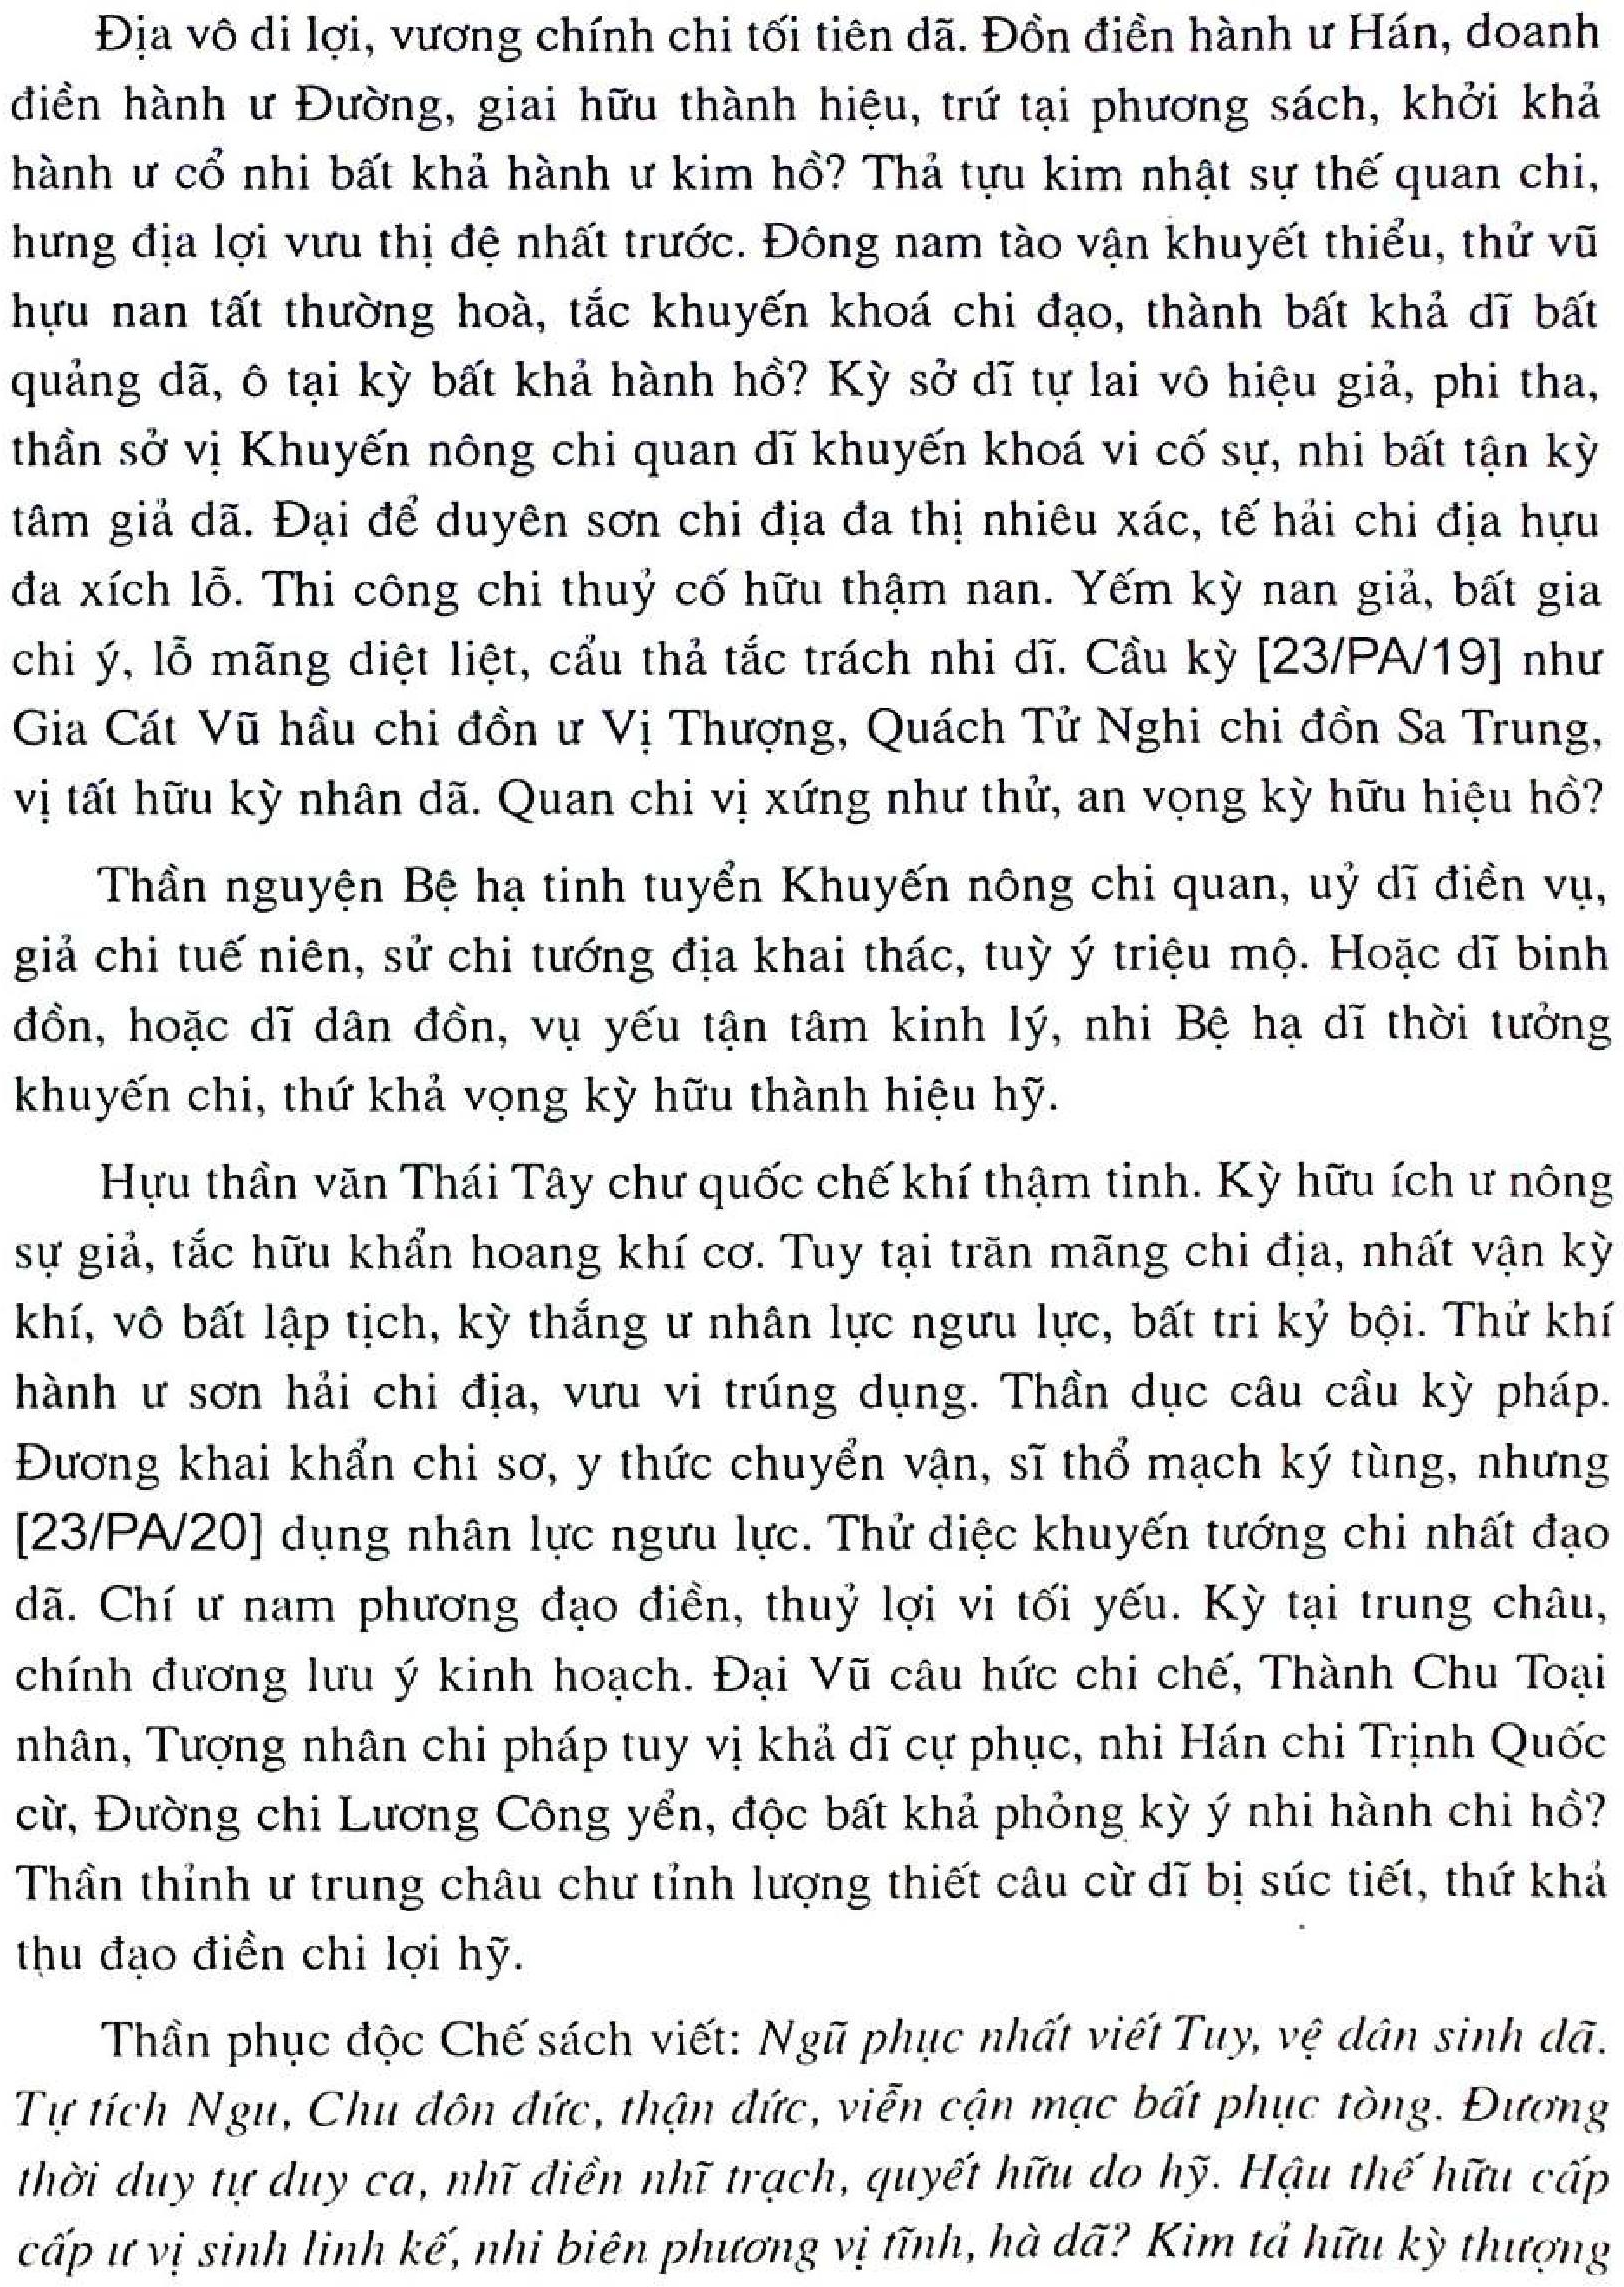 Địa vô di lợi, vương chính chi tối tiên dã. Đồn điền hành ư Hán, doanh
điền hành ư Đường, giai hữu thành hiệu, trứ tại phương sách, khởi khả
hành ư cổ nhi bất khả hành ư kim hồ? Thả tựu kim nhật sự thế quan chi,
hưng địa lợi vưu thị đệ nhất trước. Đông nam tào vận khuyết thiểu, thử vũ
hựu nan tất thường hoà, tắc khuyến khoá chi đạo, thành bất khả dĩ bất
quảng dã, ô tại kỳ bất khả hành hồ? Kỳ sở dĩ tự lai vô hiệu giả, phi tha,
thần sở vị Khuyến nông chi quan dĩ khuyến khoá vi cố sự, nhi bất tận kỳ
tâm giả dã. Đại để duyên sơn chi địa đa thị nhiêu xác, tế hải chi địa hựu
đa xích lỗ. Thi công chi thuỷ cố hữu thậm nan. Yếm kỳ nan giả, bất gia
chi ý, lỗ mãng diệt liệt, cẩu thả tắc trách nhi dĩ. Cầu kỳ [23/PA/19] như
Gia Cát Vũ hầu chi đồn ư Vị Thượng, Quách Tử Nghi chi đồn Sa Trung,
vị tất hữu kỳ nhân dã. Quan chi vị xứng như thử, an vọng kỳ hữu hiệu hồ?
Thần nguyện Bệ hạ tinh tuyển Khuyến nông chi quan, uỷ dĩ điền vụ,
giả chi tuế niên, sử chi tướng địa khai thác, tuỳ ý triệu mộ. Hoặc dĩ binh
đồn, hoặc dĩ dân đồn, vụ yếu tận tâm kinh lý, nhi Bệ hạ dĩ thời tưởng
khuyến chi, thứ khả vọng kỳ hữu thành hiệu hỹ.
Hựu thần văn Thái Tây chư quốc chế khí thậm tinh. Kỳ hữu ích ư nông
sự giả, tắc hữu khẩn hoang khí cơ. Tuy tại trăn mãng chi địa, nhất vận kỳ
khí, vô bất lập tịch, kỳ thắng ư nhân lực ngưu lực, bất tri kỷ bội. Thử khí
hành ư sơn hải chi địa, vưu vi trúng dụng. Thần dục câu cầu kỳ pháp.
Đương khai khẩn chi sơ, y thức chuyển vận, sĩ thổ mạch ký tùng, nhưng
[23/PA/20] dụng nhân lực ngưu lực. Thử diệc khuyến tướng chi nhất đạo
dã. Chí ư nam phương đạo điền, thuỷ lợi vi tối yếu. Kỳ tại trung châu,
chính đương lưu ý kinh hoạch. Đại Vũ câu hức chi chế, Thành Chu Toại
nhân, Tượng nhân chi pháp tuy vị khả dĩ cự phục, nhi Hán chi Trịnh Quốc
cừ, Đường chi Lương Công yển, độc bất khả phỏng kỳ ý nhi hành chi hồ?
Thần thỉnh ư trung châu chư tỉnh lượng thiết câu cừ dĩ bị súc tiết, thứ khả
thu đạo điền chi lợi hỹ.
Thần phục độc Chế sách viết: Ngũ phục nhất viết Tuy, vệ dân sinh dã.
Tự tích Ngu, Chu đôn đức, thận đức, viễn cận mạc bất phục tòng. Đương
thời duy tự duy ca, nhĩ điền nhĩ trạch, quyết hữu do hỹ. Hậu thế hữu cấp
cấp ư vị sinh linh kế, nhi biên phương vị tĩnh, hà dã? Kim tả hữu kỳ thượng